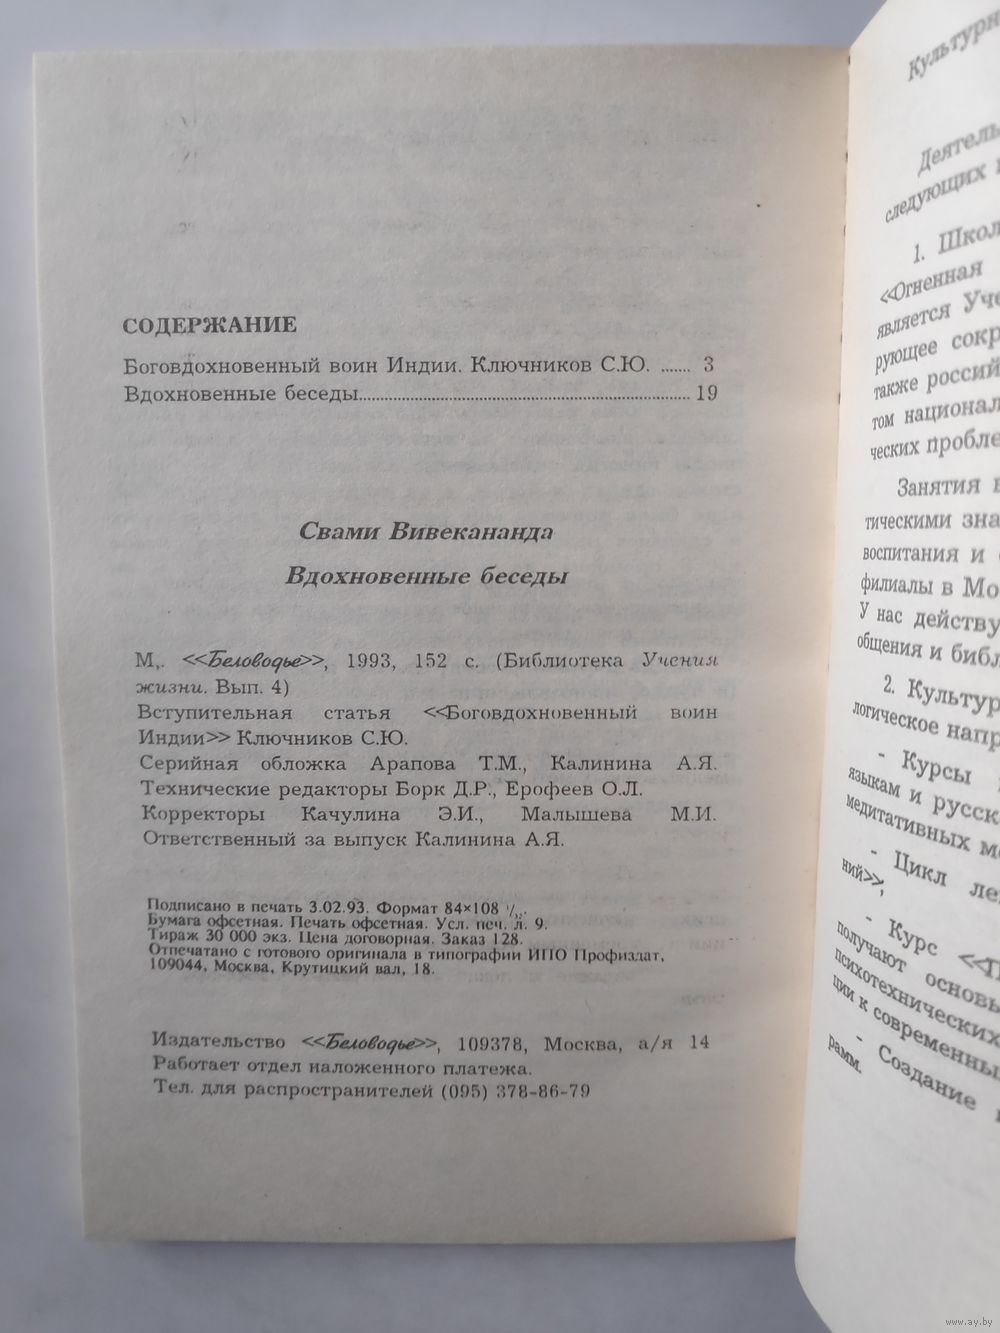 СОДЕРЖАНИЕ
Боговдохновенный воин Индии. Ключников С.Ю. ....... 3
Вдохновенные беседы........................................................................ 19
Свами Вивекананда
Вдохновенные беседы
М,. <<Беловодье>>, 1993, 152 с. (Библиотека Учения
жизни. Вып. 4)
Вступительная статья <<Боговдохновенный воин
Индии>> Ключников С.Ю.
Серийная обложка Арапова Т.М., Калинина А.Я.
Технические редакторы Борк Д.Р., Ерофеев О.Л.
Корректоры Качулина Э.И., Малышева М.И.
Ответственный за выпуск Калинина А.Я.
Подписано в печать 3.02.93. Формат 84×108
Бумага офсетная. Печать офсетная. Усл. печ. л. 9.
Тираж 30 000 экз. Цена договорная. Заказ 128.
Отпечатано с готового оригинала в типографии ИПО Профиздат,
109044, Москва, Крутицкий вал, 18.
Издательство <<Беловодье>>, 109378, Москва, а/я 14
Работает отдел наложенного платежа.
Тел. для распространителей (095) 378-86-79
Культурн
Деятель
следующих
1. Школ
<<Огненная
является Уче
рующее сокр
также россий
том национал
ческих пробле
Занятия
тическими зна
воспитания и
филиалы в Мо
У нас действу
общения и библ
2. Культур
логическое напр
- Курсы
языкам и русск
медитативных м
- Цикл ле
ний>>,
- Курс <<П
получают основ
психотехнических
ции к современны
- Создание
рамм.
www.ay.by